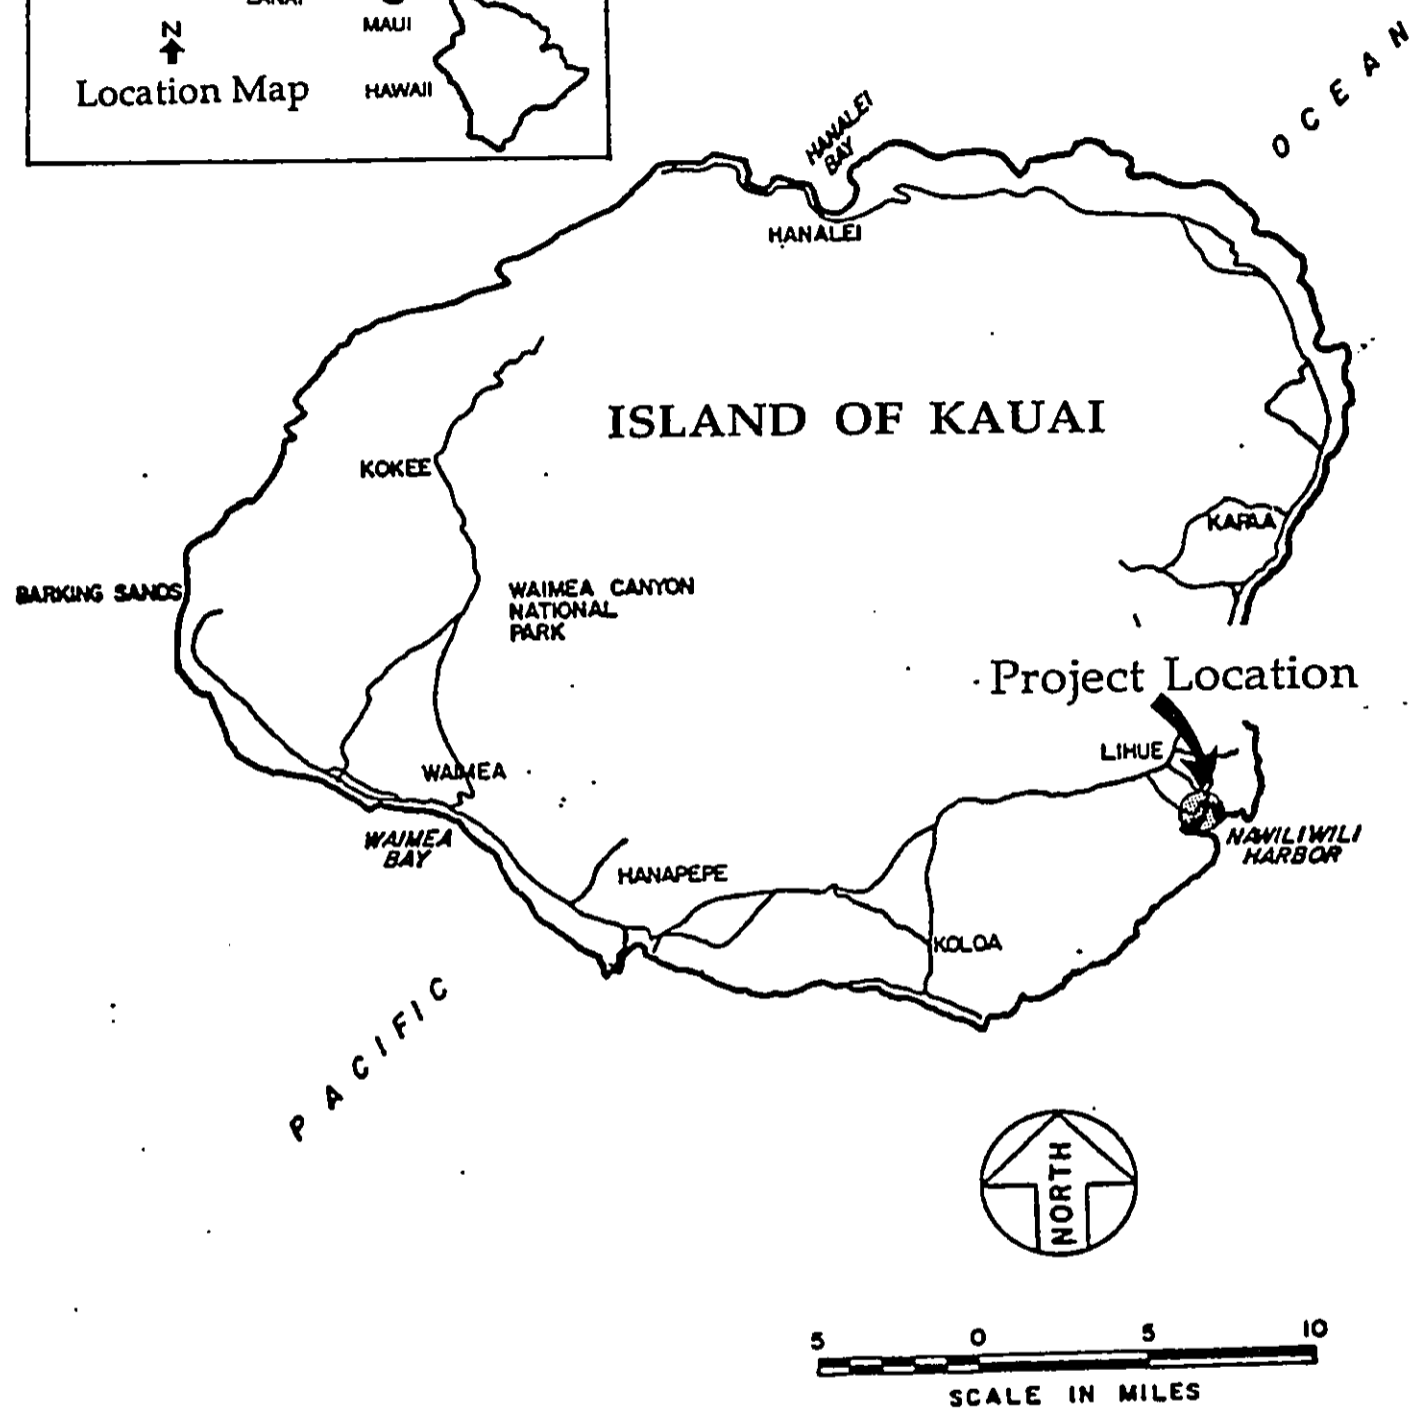 LANAI
N
MAUI
Location Map
HAWAII
OCEAN
HANALEI
BAY
HANALEI
ISLAND OF KAUAI
KOKEE
KAPAA
BARKING SANDS
WAIMEA CANYON
NATIONAL
PARK
Project Location
LIHUE
WAIMEA
WAIMEA
BAY
NAWILIWILI
HARBOR
HANAPEPE
KOLOA
PACIFIC
NORTH
5 0 5 10
SCALE IN MILES